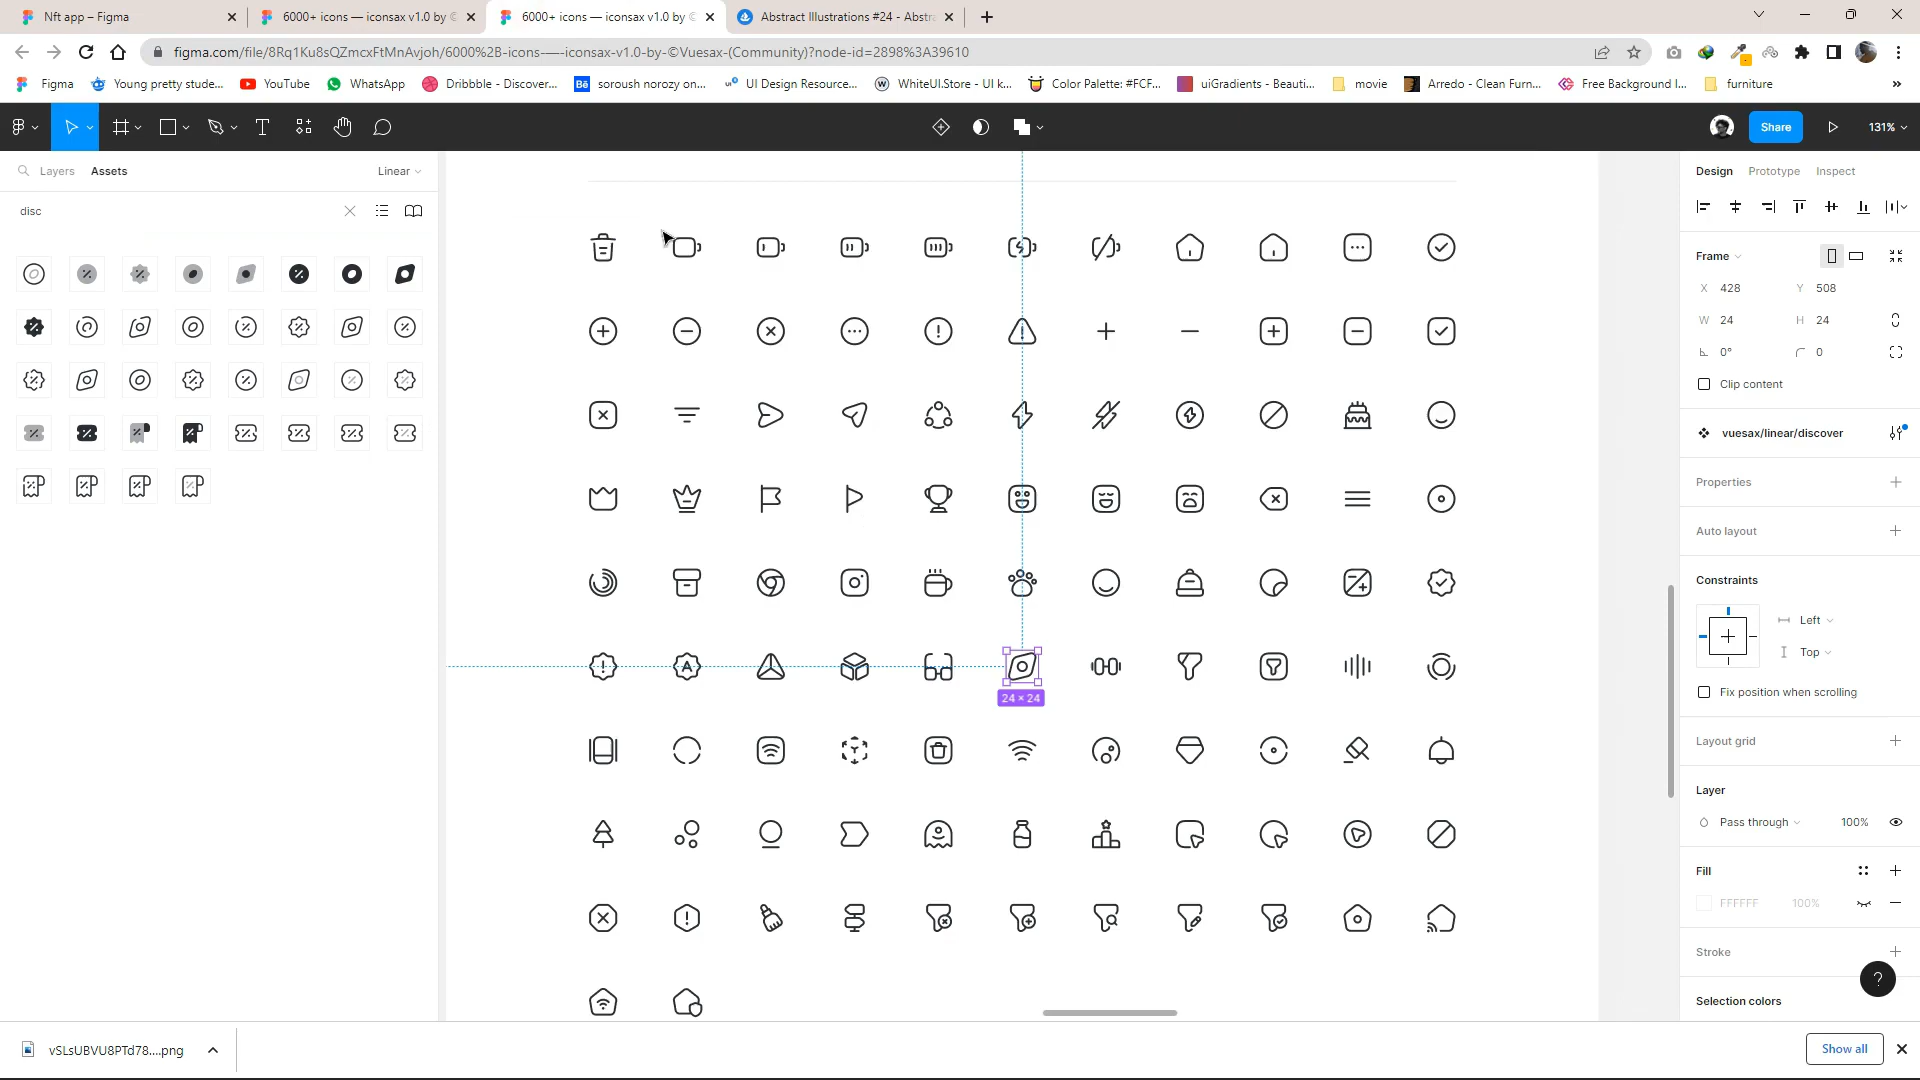 Nft app – Figma
6000+ icons — iconsax v1.0 by ©
6000+ icons — iconsax v1.0 by ©
Abstract Illustrations #24 - Abstra
figma.com/file/8Rq1Ku8sQZmcxFtMnAvjoh/6000%2B-icons-—-iconsax-v1.0-by-©Vuesax-(Community)?node-id=2898%3A39610
Figma
Young pretty stude...
YouTube
WhatsApp
Dribbble - Discover...
Bē soroush norozy on...
UI Design Resource...
WhiteUI.Store - UI k...
Color Palette: #FCF...
uiGradients - Beauti...
movie
Arredo - Clean Furn...
Free Background I...
furniture
Share
131%
Layers
Assets
Linear
disc
24 × 24
Design
Prototype
Inspect
Frame
X 428
Y 508
W 24
H 24
0°
0
Clip content
vuesax/linear/discover
Properties
Auto layout
Constraints
Left
Top
Fix position when scrolling
Layout grid
Layer
Pass through
100%
Fill
FFFFFF
100%
Stroke
?
Selection colors
vSLsUBVU8PTd78....png
Show all